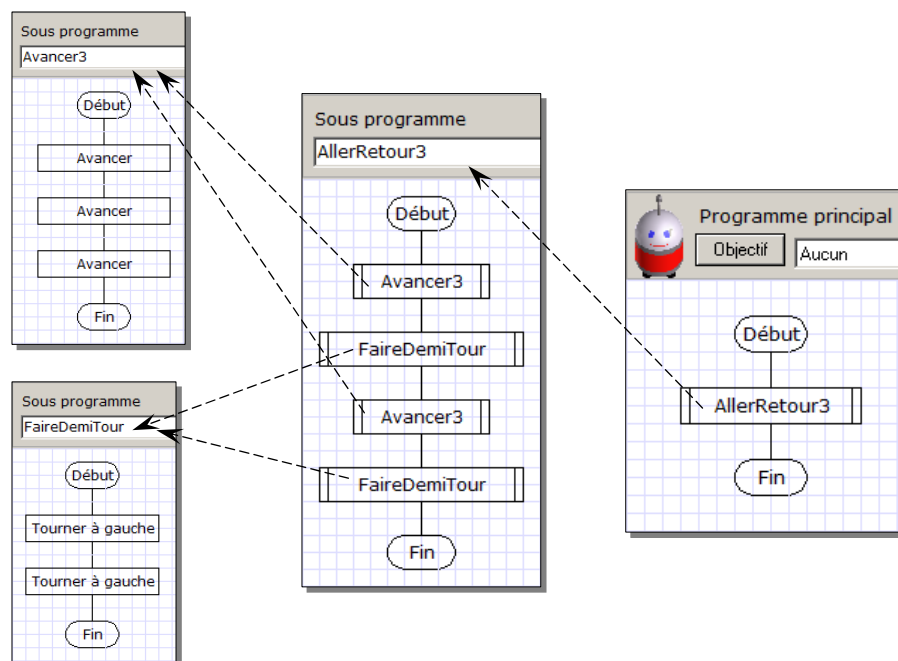 Sous programme
Avancer3
Début
Avancer
Avancer
Avancer
Fin
Sous programme
FaireDemiTour
Début
Tourner à gauche
Tourner à gauche
Fin
Sous programme
AllerRetour3
Début
Avancer3
FaireDemiTour
Avancer3
FaireDemiTour
Fin
Programme principal
Objectif
Aucun
Début
AllerRetour3
Fin